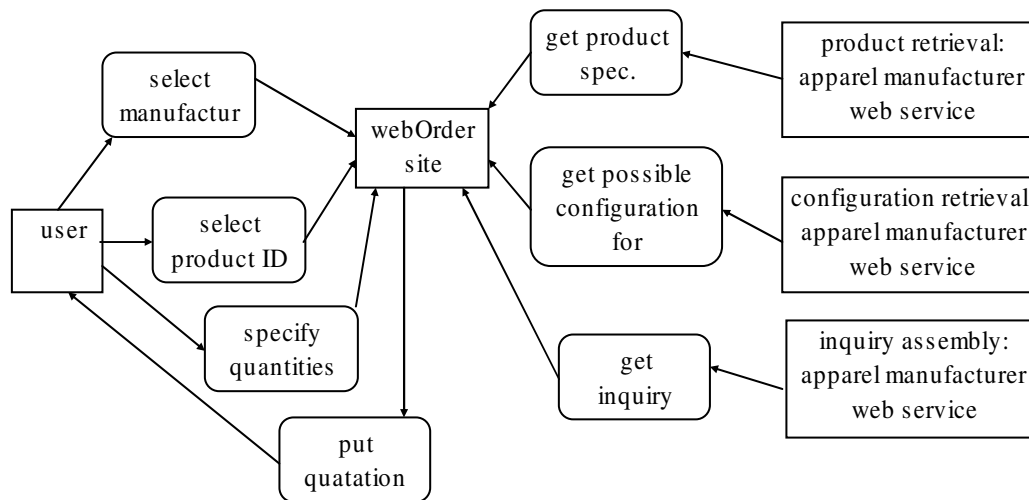 get product
spec.
product retrieval:
apparel manufacturer
web service
select
manufactur
webOrder
site
get possible
configuration
for
configuration retrieval
apparel manufacturer
web service
user
select
product ID
specify
quantities
get
inquiry
inquiry assembly:
apparel manufacturer
web service
put
quatation